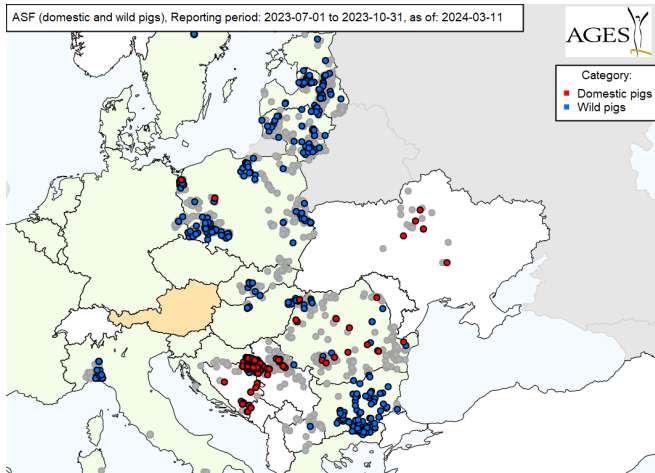 ASF (domestic and wild pigs), Reporting period: 2023-07-01 to 2023-10-31, as of: 2024-03-11
AGES
Category:
Domestic pigs
Wild pigs